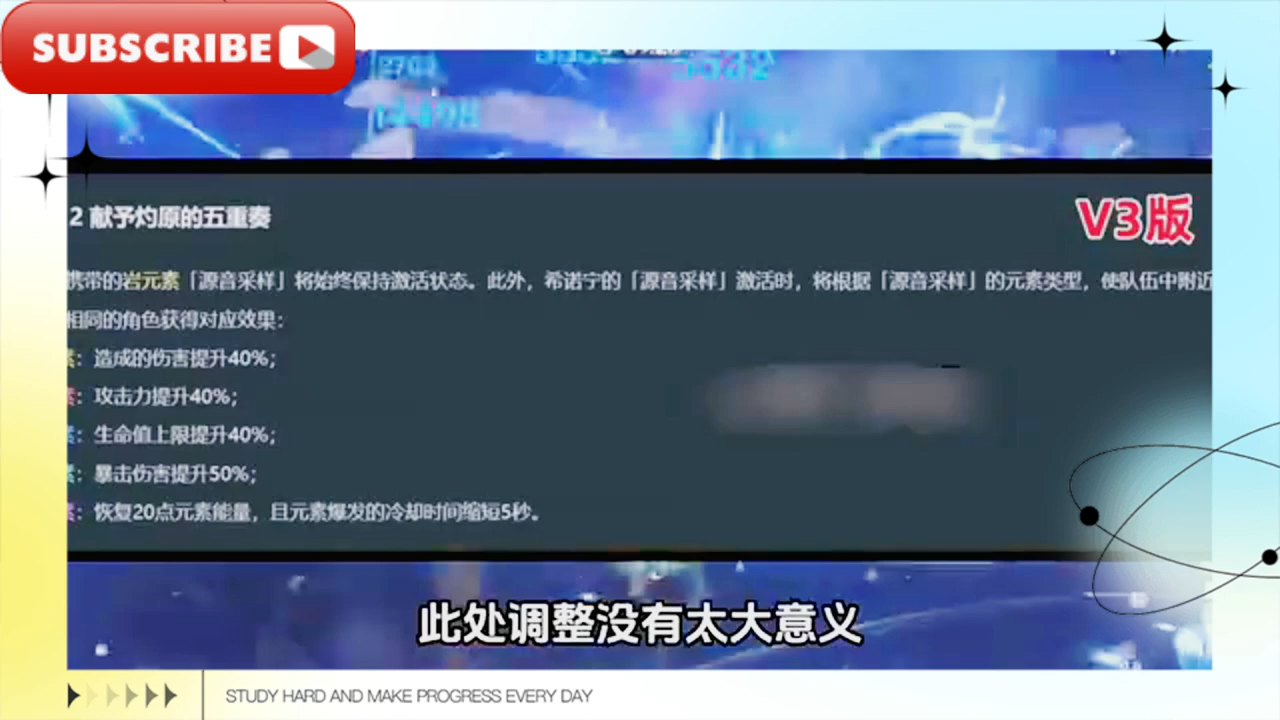 SUBSCRIBE
2 献予灼原的五重奏
V3版
携带的岩元素「源音采样」将始终保持激活状态。此外，希诺宁的「源音采样」激活时，将根据「源音采样」的元素类型，使队伍中附近
相同的角色获得对应效果：
素：造成的伤害提升40%；
素：攻击力提升40%；
素：生命值上限提升40%；
素：暴击伤害提升50%；
素：恢复20点元素能量，且元素爆发的冷却时间缩短5秒。
此处调整没有太大意义
STUDY HARD AND MAKE PROGRESS EVERY DAY